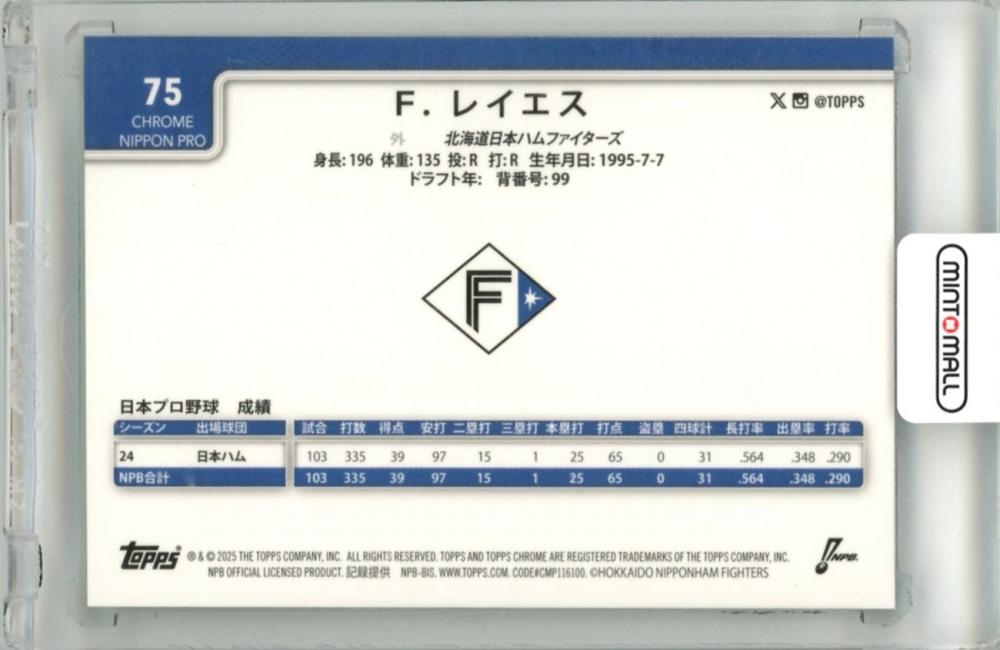 75
CHROME
NIPPON PRO
F. レイエス
@TOPPS
外 北海道日本ハムファイターズ
身長: 196 体重: 135 投: R 打: R 生年月日: 1995-7-7
ドラフト年: 背番号: 99
F
MINT MALL
日本プロ野球 成績
シーズン 出場球団 試合 打数 得点 安打 二塁打 三塁打 本塁打 打点 盗塁 四球計 長打率 出塁率 打率
24 日本ハム 103 335 39 97 15 1 25 65 0 31 .564 .348 .290
NPB合計 103 335 39 97 15 1 25 65 0 31 .564 .348 .290
Topps ® & © 2025 THE TOPPS COMPANY, INC. ALL RIGHTS RESERVED. TOPPS AND TOPPS CHROME ARE REGISTERED TRADEMARKS OF THE TOPPS COMPANY, INC.
NPB OFFICIAL LICENSED PRODUCT. 記録提供 NPB-BIS. WWW.TOPPS.COM. CODE#CMP116100. ©HOKKAIDO NIPPONHAM FIGHTERS
NPB.